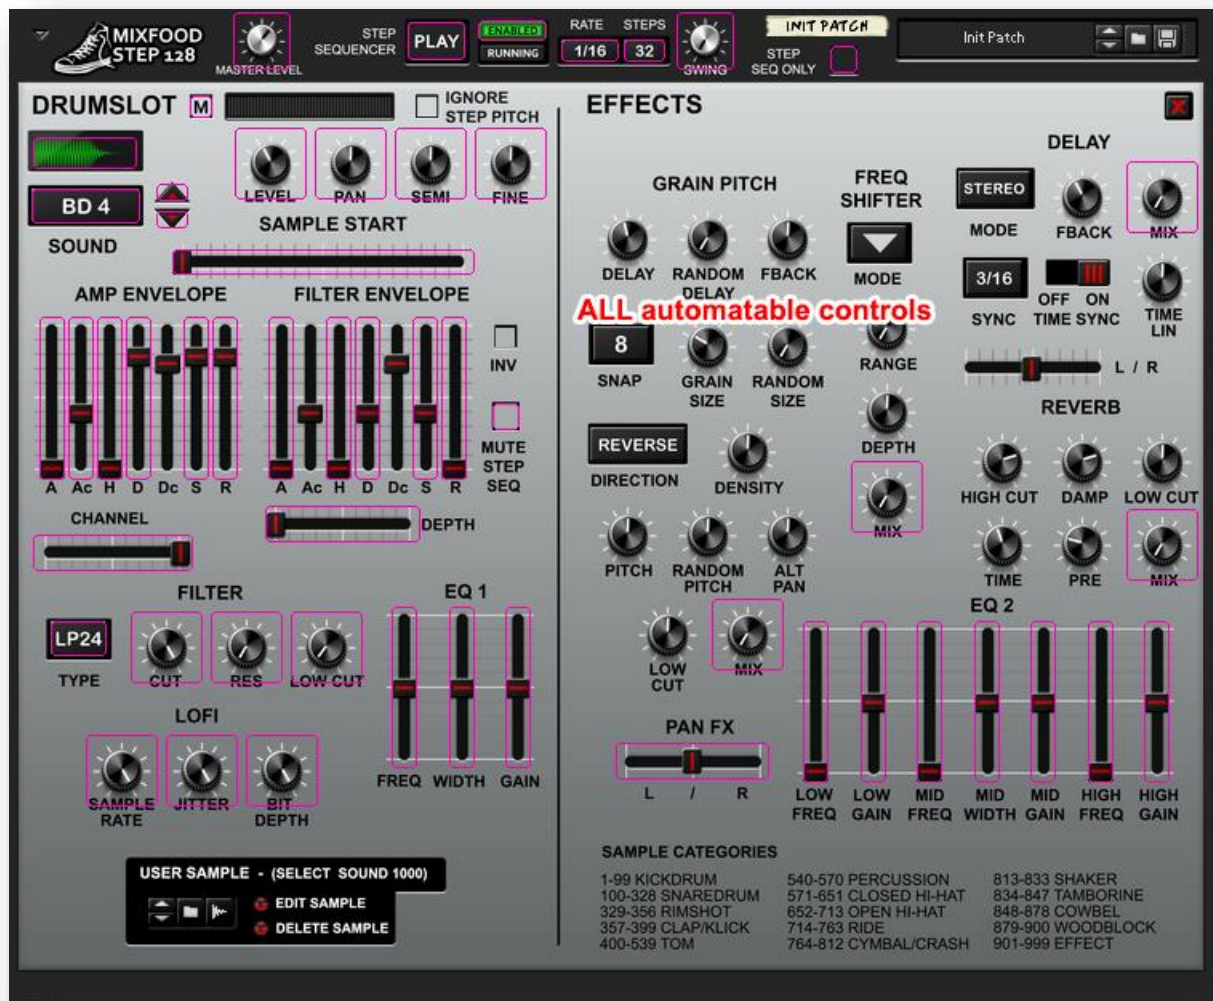 MIXFOOD
STEP 128
MASTER LEVEL
STEP
SEQUENCER
PLAY
ENABLED
RUNNING
RATE
1/16
STEPS
32
SWING
INIT PATCH
STEP
SEQ ONLY
Init Patch
DRUMSLOT M
IGNORE
STEP PITCH
LEVEL PAN SEMI FINE
BD 4
SOUND
SAMPLE START
AMP ENVELOPE
A Ac H D Dc S R
FILTER ENVELOPE
A Ac H D Dc S R
INV
MUTE
STEP
SEQ
CHANNEL
DEPTH
FILTER
LP24
TYPE
CUT RES LOW CUT
EQ 1
FREQ WIDTH GAIN
LOFI
SAMPLE
RATE
JITTER
BIT
DEPTH
USER SAMPLE - (SELECT SOUND 1000)
EDIT SAMPLE
DELETE SAMPLE
EFFECTS
X
GRAIN PITCH
DELAY
RANDOM
DELAY
FBACK
ALL automatable controls
8
SNAP
GRAIN
SIZE
RANDOM
SIZE
REVERSE
DIRECTION
DENSITY
PITCH
RANDOM
PITCH
ALT
PAN
LOW
CUT
MIX
FREQ
SHIFTER
MODE
RANGE
DEPTH
MIX
DELAY
STEREO
MODE
FBACK
MIX
3/16
SYNC
OFF ON
TIME SYNC
TIME
LIN
L / R
REVERB
HIGH CUT DAMP LOW CUT
TIME PRE MIX
PAN FX
L / R
EQ 2
LOW
FREQ
LOW
GAIN
MID
FREQ
MID
WIDTH
MID
GAIN
HIGH
FREQ
HIGH
GAIN
SAMPLE CATEGORIES
1-99 KICKDRUM
100-328 SNAREDRUM
329-356 RIMSHOT
357-399 CLAP/KLICK
400-539 TOM
540-570 PERCUSSION
571-651 CLOSED HI-HAT
652-713 OPEN HI-HAT
714-763 RIDE
764-812 CYMBAL/CRASH
813-833 SHAKER
834-847 TAMBORINE
848-878 COWBEL
879-900 WOODBLOCK
901-999 EFFECT